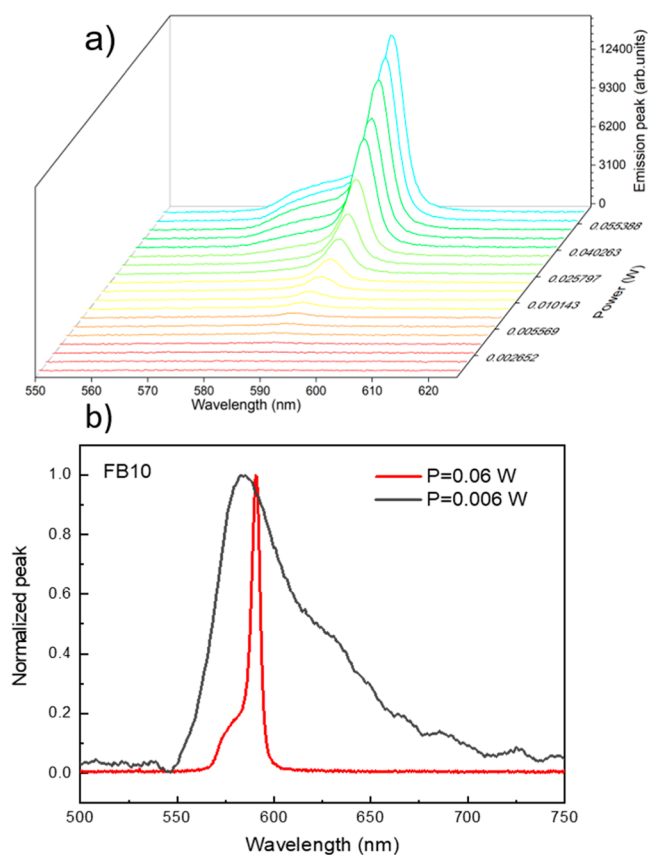 a)
12400
9300
6200
3100
0
Emission peak (arb.units)
0.055388
0.040263
0.025797
0.010143
0.005569
0.002652
Power (W)
550 560 570 580 590 600 610 620
Wavelength (nm)
b)
FB10
P=0.06 W
P=0.006 W
1.0
0.8
0.6
0.4
0.2
0.0
Normalized peak
500 550 600 650 700 750
Wavelength (nm)